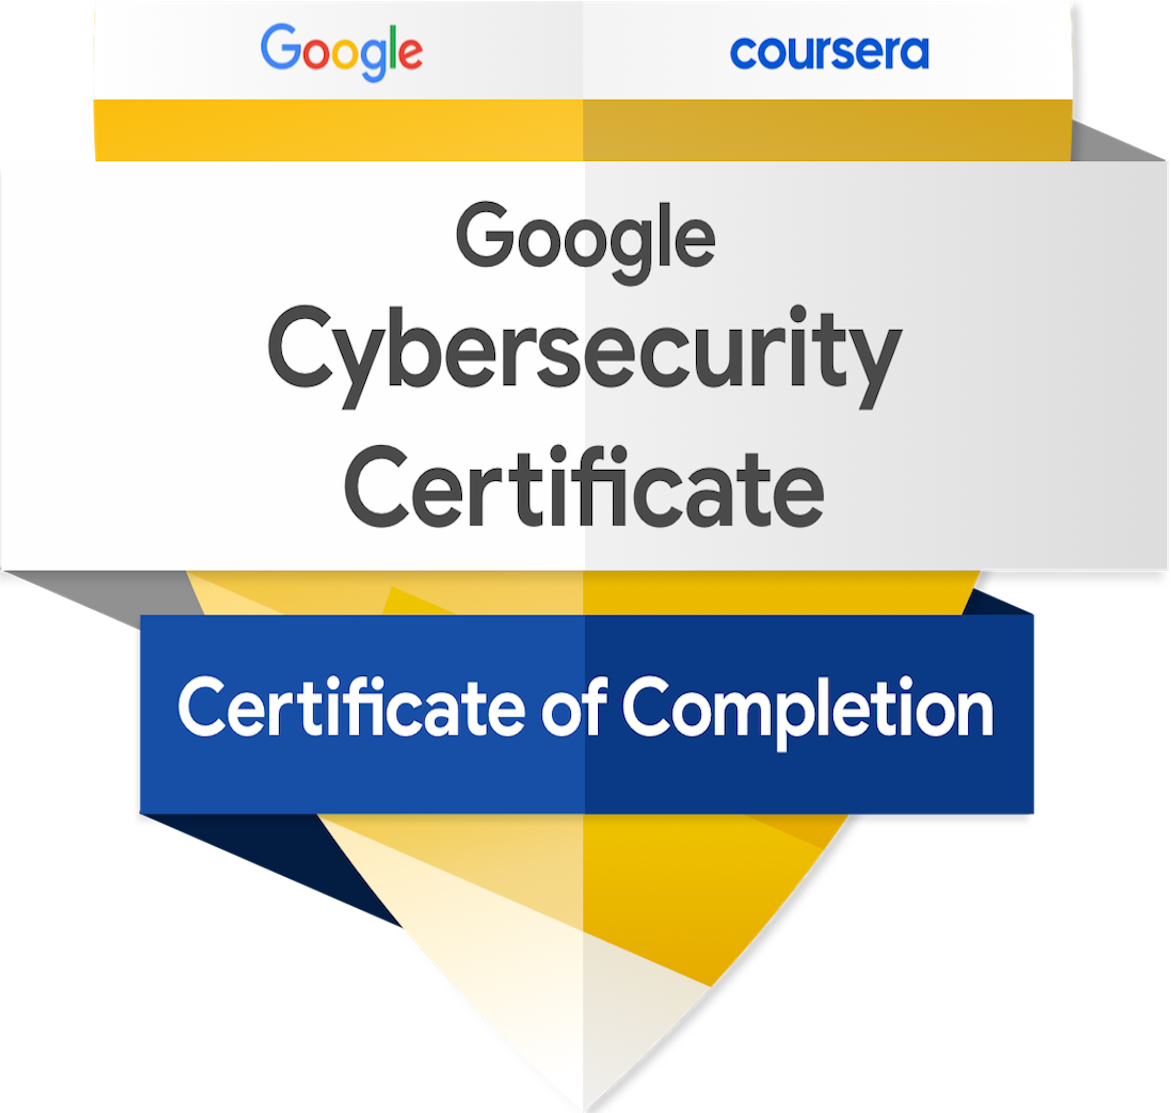 Google coursera
Google
Cybersecurity
Certificate
Certificate of Completion